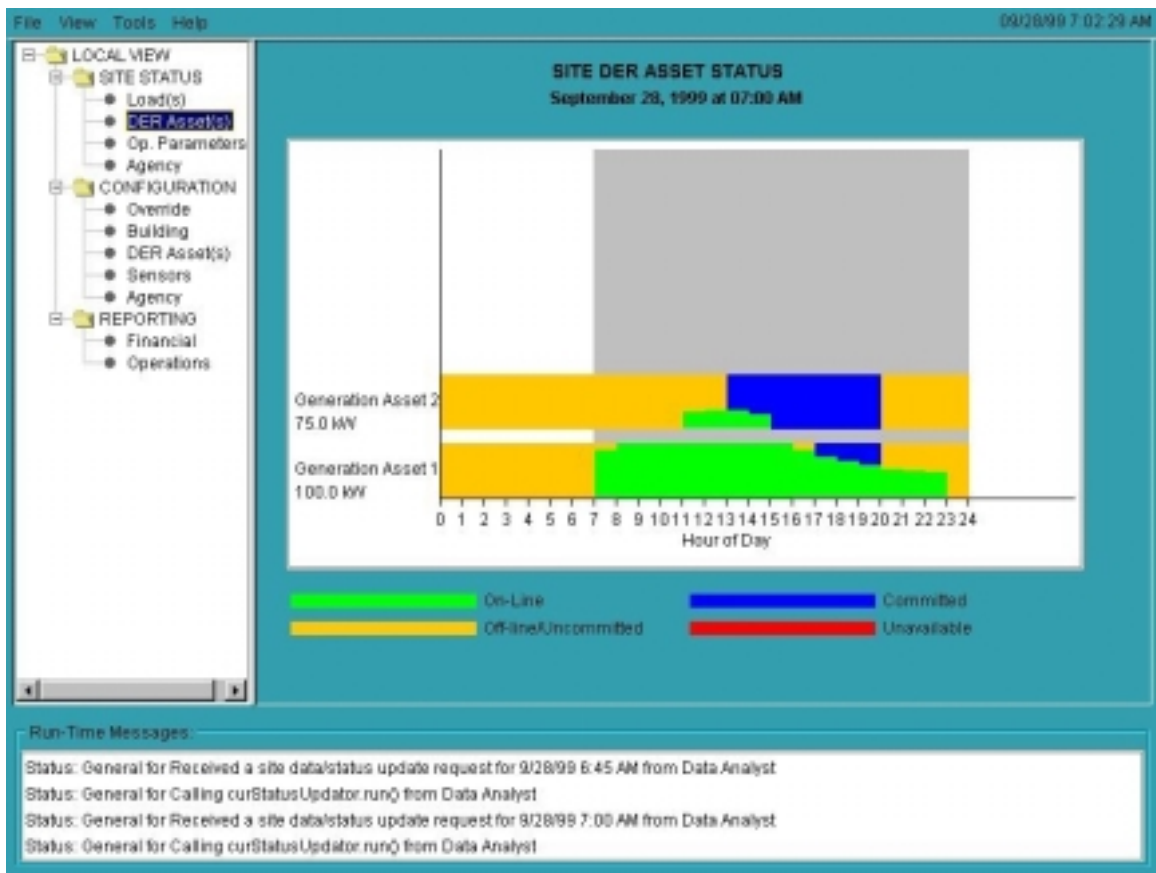 File View Tools Help
09/28/99 7:02:29 AM
LOCAL VIEW
SITE STATUS
Load(s)
DER Asset(s)
Op. Parameters
Agency
CONFIGURATION
Override
Building
DER Asset(s)
Sensors
Agency
REPORTING
Financial
Operations
SITE DER ASSET STATUS
September 28, 1999 at 07:00 AM
Generation Asset 2
75.0 kW
Generation Asset 1
100.0 kW
0 1 2 3 4 5 6 7 8 9 10 11 12 13 14 15 16 17 18 19 20 21 22 23 24
Hour of Day
On-Line
Committed
Off-line/Uncommitted
Unavailable
Run-Time Messages:
Status: General for Received a site data/status update request for 9/28/99 6:45 AM from Data Analyst
Status: General for Calling curStatusUpdator.run() from Data Analyst
Status: General for Received a site data/status update request for 9/28/99 7:00 AM from Data Analyst
Status: General for Calling curStatusUpdator.run() from Data Analyst